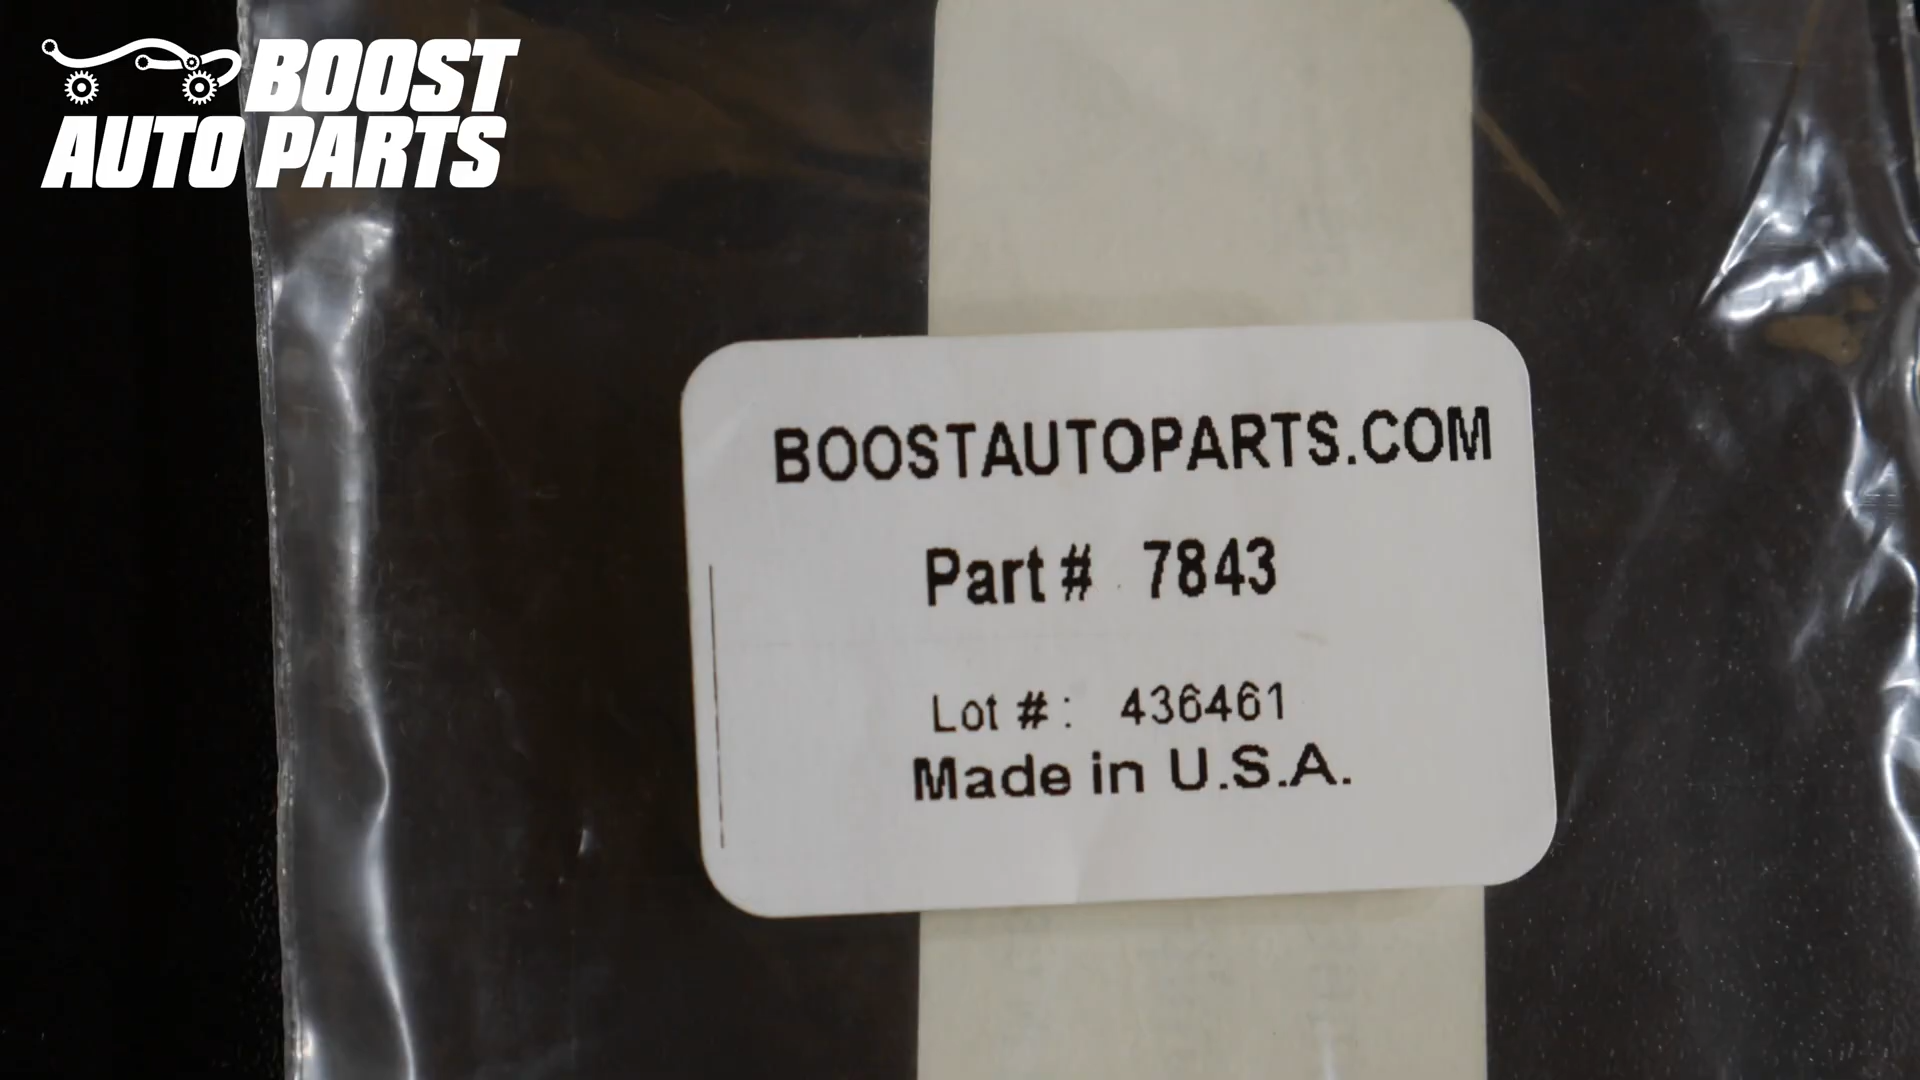 BOOST
AUTO PARTS
BOOSTAUTOPARTS.COM
Part # 7843
Lot #: 436461
Made in U.S.A.